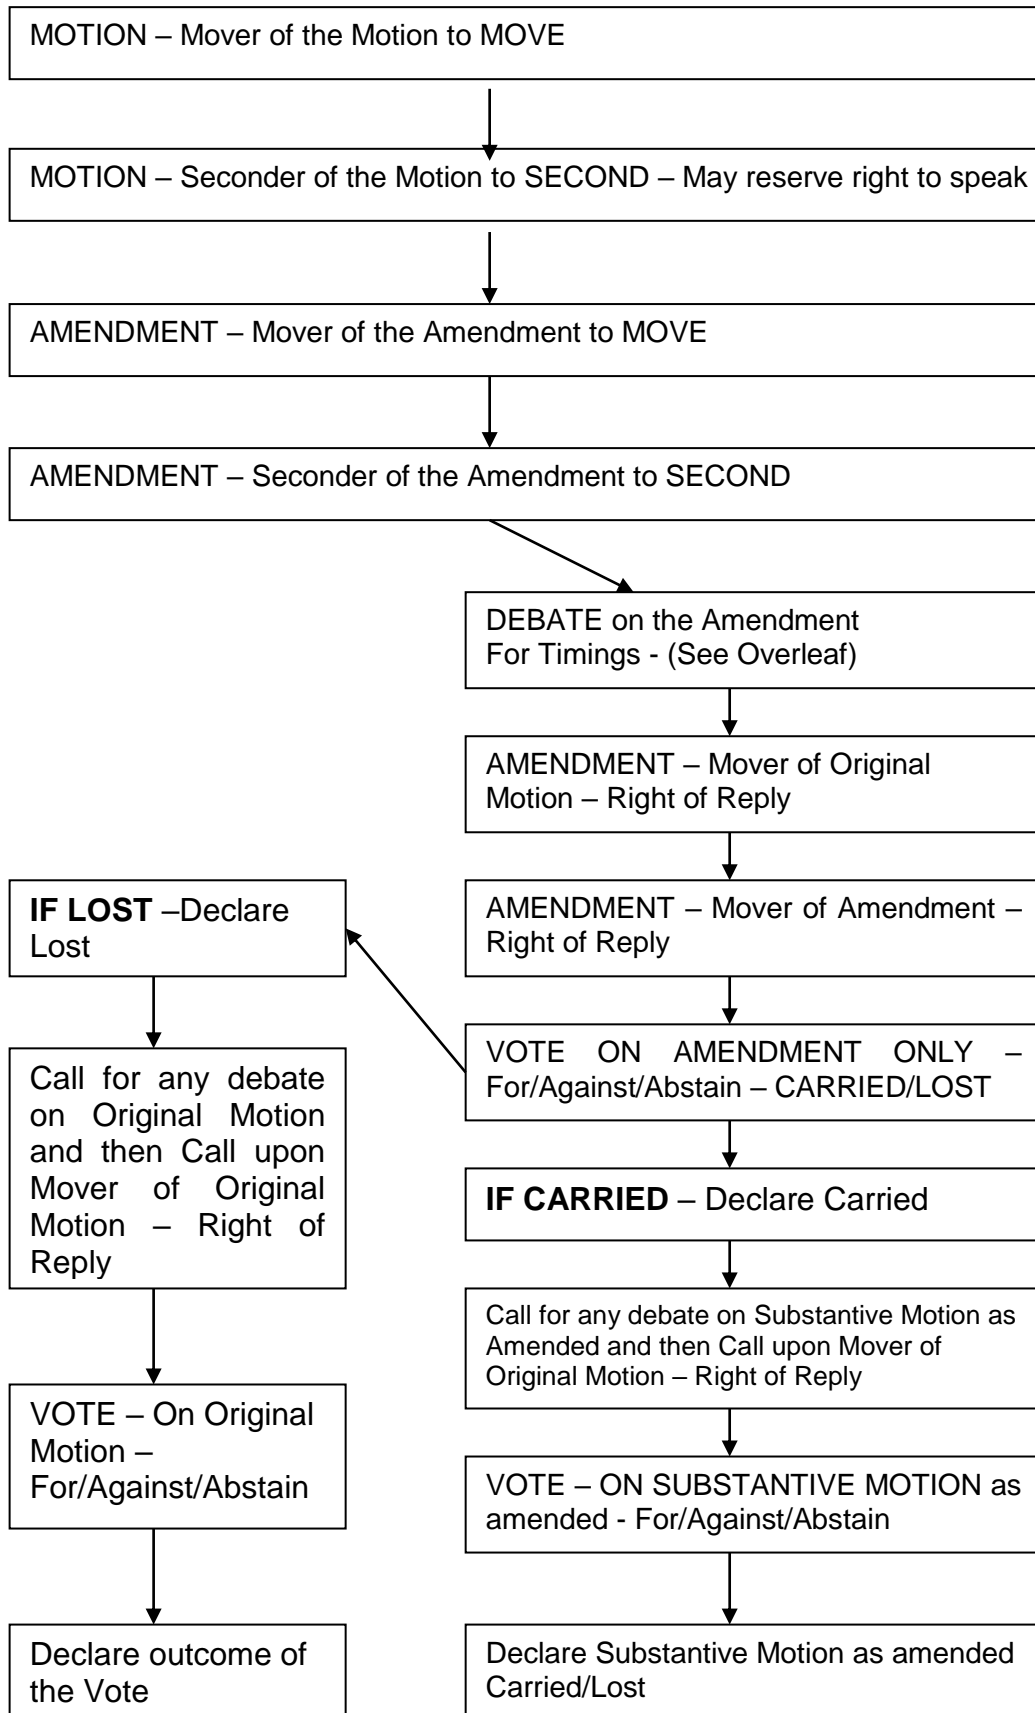 MOTION – Mover of the Motion to MOVE
MOTION – Seconder of the Motion to SECOND – May reserve right to speak
AMENDMENT – Mover of the Amendment to MOVE
AMENDMENT – Seconder of the Amendment to SECOND
DEBATE on the Amendment
For Timings - (See Overleaf)
AMENDMENT – Mover of Original
Motion – Right of Reply
AMENDMENT – Mover of Amendment –
Right of Reply
VOTE ON AMENDMENT ONLY –
For/Against/Abstain – CARRIED/LOST
IF LOST –Declare
Lost
Call for any debate
on Original Motion
and then Call upon
Mover of Original
Motion – Right of
Reply
VOTE – On Original
Motion –
For/Against/Abstain
Declare outcome of
the Vote
IF CARRIED – Declare Carried
Call for any debate on Substantive Motion as
Amended and then Call upon Mover of
Original Motion – Right of Reply
VOTE – ON SUBSTANTIVE MOTION as
amended - For/Against/Abstain
Declare Substantive Motion as amended
Carried/Lost